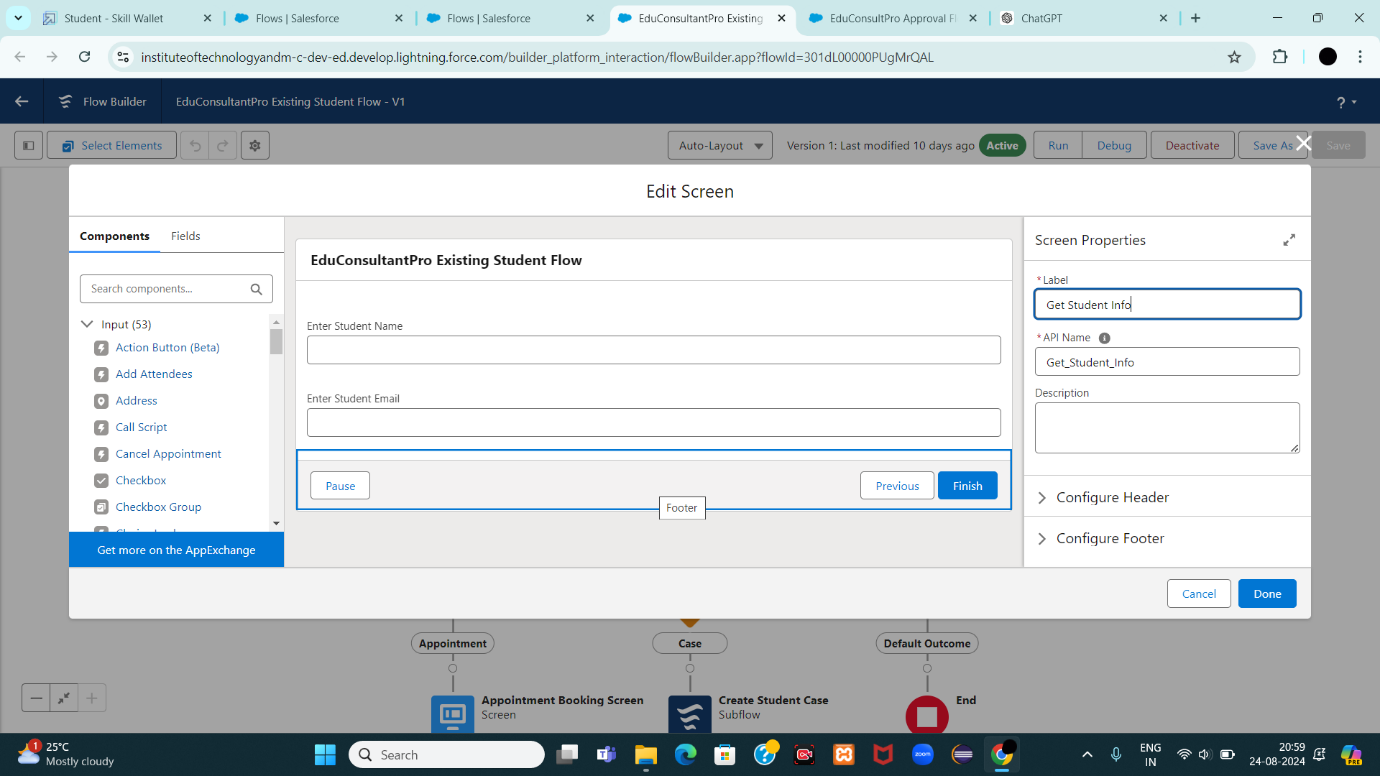 Student - Skill Wallet
Flows | Salesforce
Flows | Salesforce
EduConsultantPro Existing
EduConsultPro Approval Fl
ChatGPT
instituteoftechnologyandm-c-dev-ed.develop.lightning.force.com/builder_platform_interaction/flowBuilder.app?flowId=301dL00000PUgMrQAL
Flow Builder
EduConsultantPro Existing Student Flow - V1
?
Select Elements
Auto-Layout
Version 1: Last modified 10 days ago
Active
Run
Debug
Deactivate
Save As
Save
Edit Screen
Components
Fields
Search components...
Input (53)
Action Button (Beta)
Add Attendees
Address
Call Script
Cancel Appointment
Checkbox
Checkbox Group
Get more on the AppExchange
EduConsultantPro Existing Student Flow
Enter Student Name
Enter Student Email
Pause
Previous
Finish
Footer
Screen Properties
*Label
Get Student Info
*API Name
Get_Student_Info
Description
Configure Header
Configure Footer
Cancel
Done
Appointment
Case
Default Outcome
Appointment Booking Screen
Screen
Create Student Case
Subflow
End
1
25°C
Mostly cloudy
Search
zoom
ENG
IN
20:59
24-08-2024
PRE